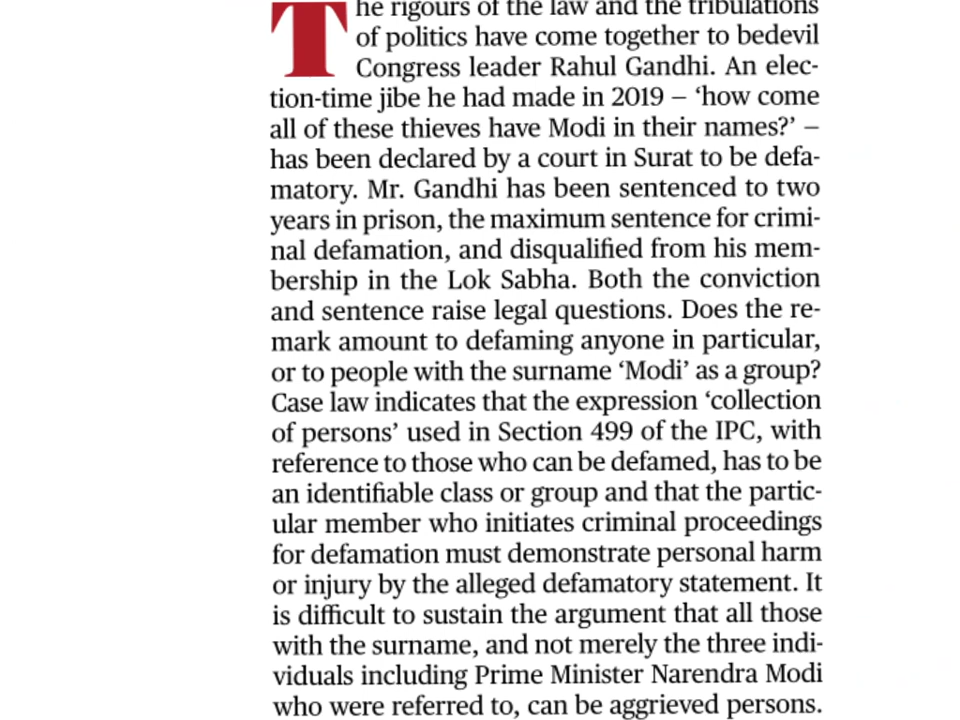 The rigours of the law and the tribulations
of politics have come together to bedevil
Congress leader Rahul Gandhi. An elec-
tion-time jibe he had made in 2019 – ‘how come
all of these thieves have Modi in their names?’ –
has been declared by a court in Surat to be defa-
matory. Mr. Gandhi has been sentenced to two
years in prison, the maximum sentence for crimi-
nal defamation, and disqualified from his mem-
bership in the Lok Sabha. Both the conviction
and sentence raise legal questions. Does the re-
mark amount to defaming anyone in particular,
or to people with the surname ‘Modi’ as a group?
Case law indicates that the expression ‘collection
of persons’ used in Section 499 of the IPC, with
reference to those who can be defamed, has to be
an identifiable class or group and that the partic-
ular member who initiates criminal proceedings
for defamation must demonstrate personal harm
or injury by the alleged defamatory statement. It
is difficult to sustain the argument that all those
with the surname, and not merely the three indi-
viduals including Prime Minister Narendra Modi
who were referred to, can be aggrieved persons.